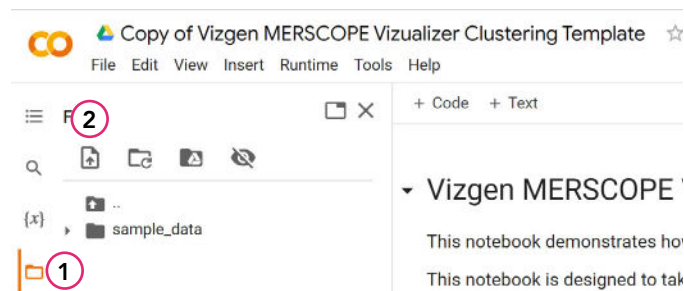 CO Copy of Vizgen MERSCOPE Vizualizer Clustering Template
File Edit View Insert Runtime Tools Help
F 2
+ Code + Text
{x}
..
sample_data
1
Vizgen MERSCOPE
This notebook demonstrates how
This notebook is designed to tak